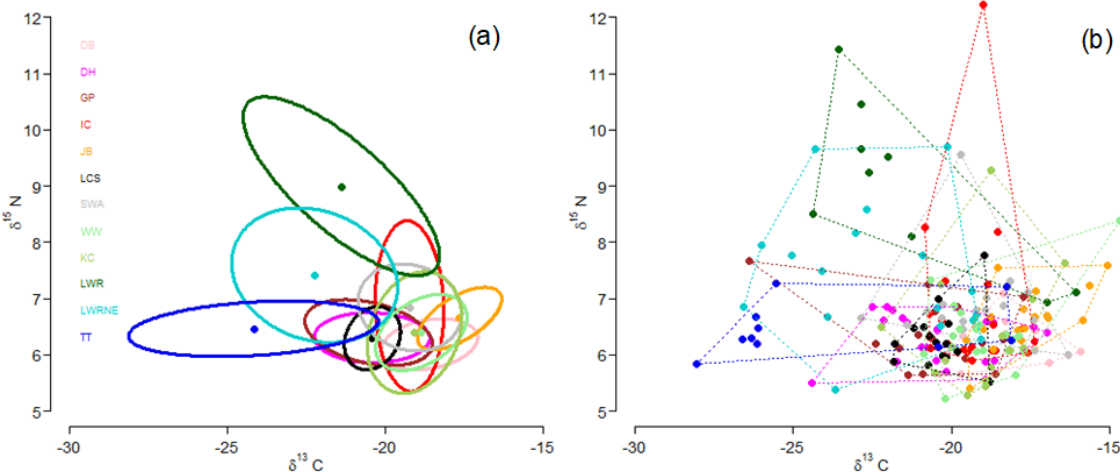 (a)
12
11
10
9
8
7
6
5
δ15 N
DB
DH
GP
IC
JB
LCS
SWA
WW
KC
LWR
LWRNE
TT
-30 -25 -20 -15
δ13 C
(b)
12
11
10
9
8
7
6
5
δ15 N
-30 -25 -20 -15
δ13 C